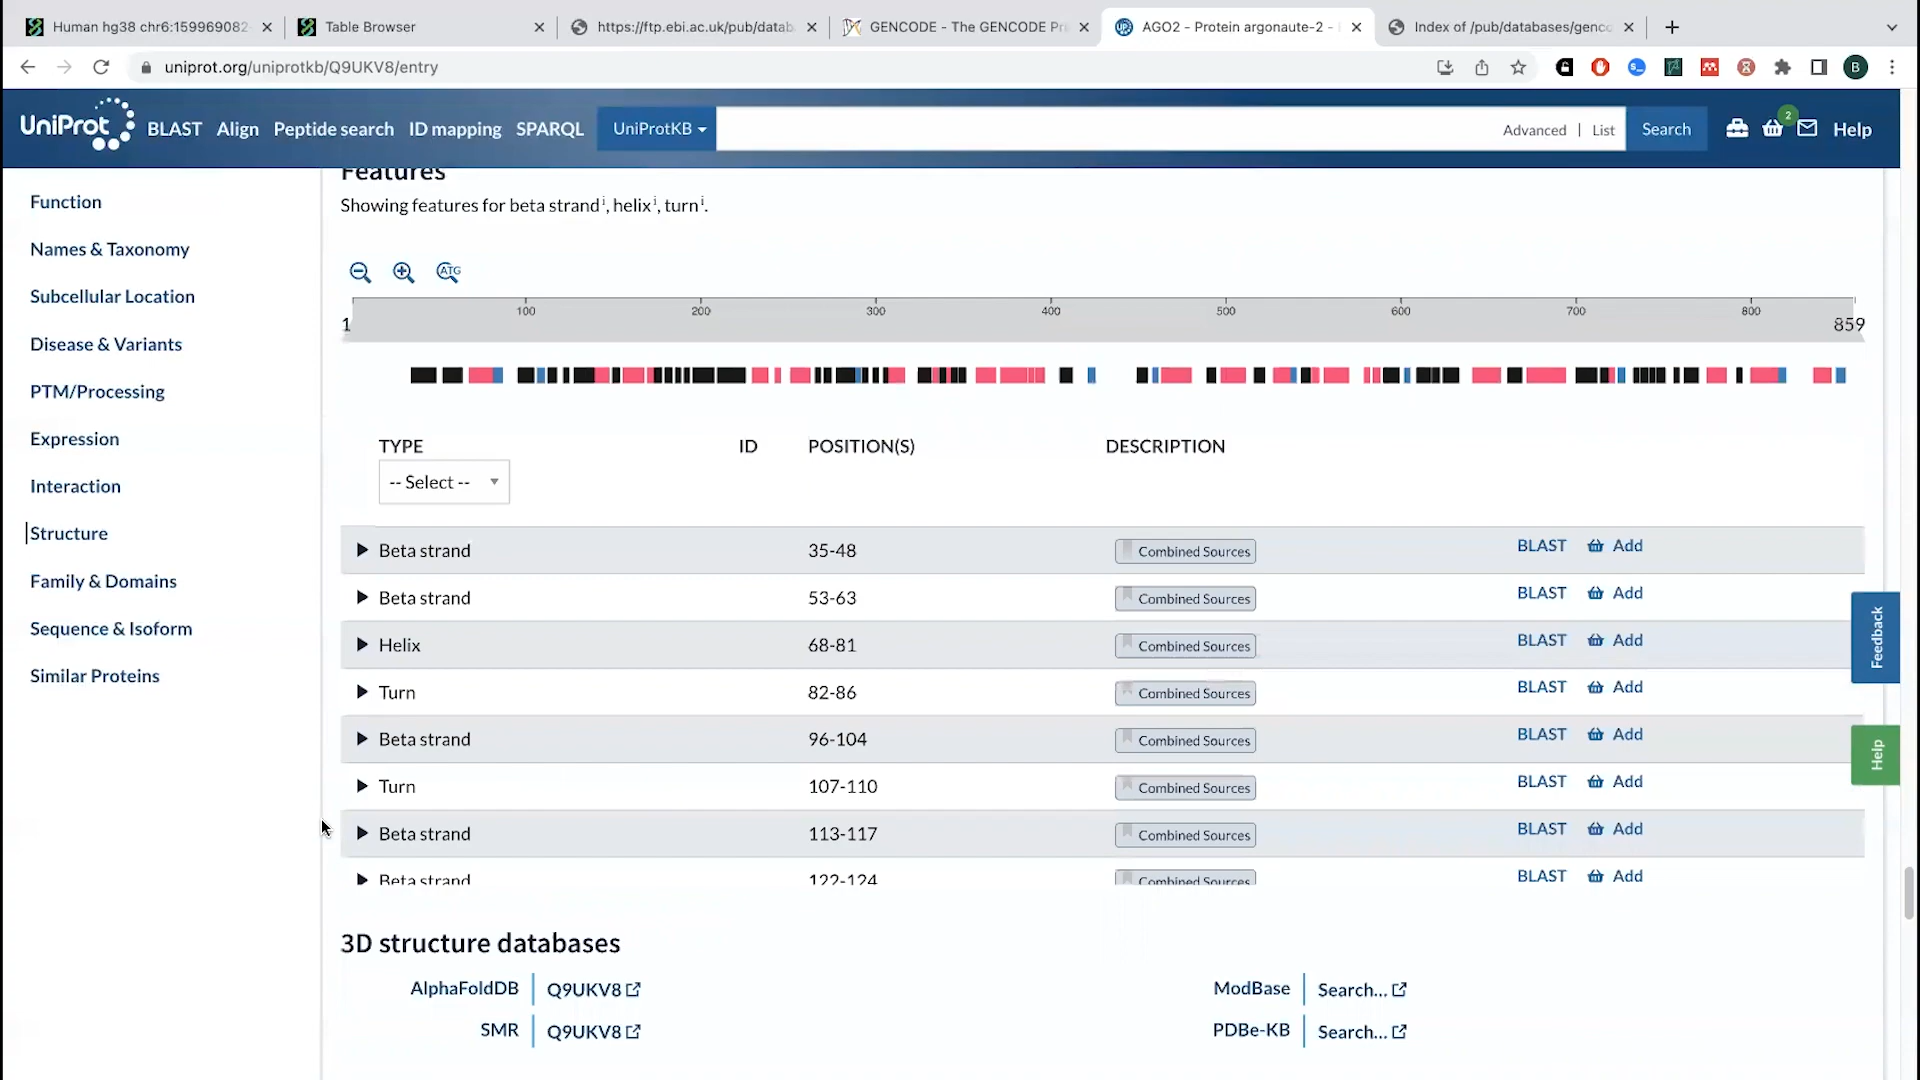 Human hg38 chr6:159969082-
Table Browser
https://ftp.ebi.ac.uk/pub/datab
GENCODE - The GENCODE Pr
AGO2 - Protein argonaute-2 -
Index of /pub/databases/genco
uniprot.org/uniprotkb/Q9UKV8/entry
B
UniProt
BLAST Align Peptide search ID mapping SPARQL
UniProtKB
Advanced | List
Search
2
Help
Function
Names & Taxonomy
Subcellular Location
Disease & Variants
PTM/Processing
Expression
Interaction
Structure
Family & Domains
Sequence & Isoform
Similar Proteins
Features
Showing features for beta strand i, helix i, turn i.
ATG
100 200 300 400 500 600 700 800
1 859
TYPE ID POSITION(S) DESCRIPTION
-- Select --
Beta strand 35-48 Combined Sources BLAST Add
Beta strand 53-63 Combined Sources BLAST Add
Helix 68-81 Combined Sources BLAST Add
Turn 82-86 Combined Sources BLAST Add
Beta strand 96-104 Combined Sources BLAST Add
Turn 107-110 Combined Sources BLAST Add
Beta strand 113-117 Combined Sources BLAST Add
Beta strand 122-124 Combined Sources BLAST Add
3D structure databases
AlphaFoldDB Q9UKV8
ModBase Search...
SMR Q9UKV8
PDBe-KB Search...
Feedback
Help